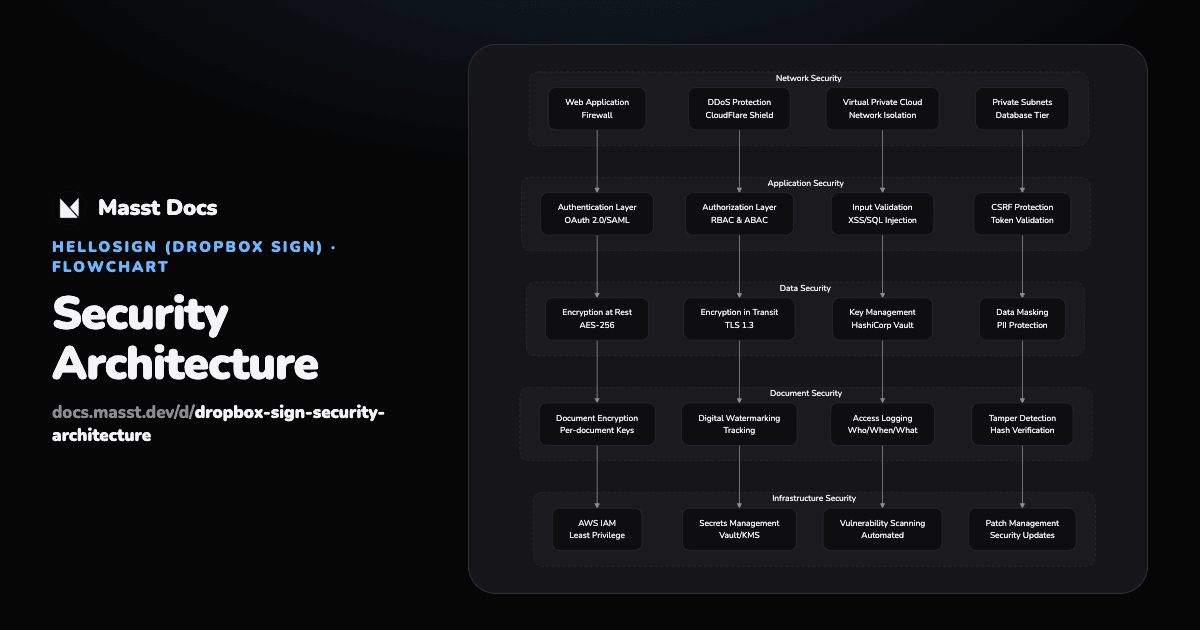 Masst Docs
HELLOSIGN (DROPBOX SIGN) ·
FLOWCHART
Security
Architecture
docs.masst.dev/d/dropbox-sign-security-
architecture
Network Security
Web Application
Firewall
DDoS Protection
CloudFlare Shield
Virtual Private Cloud
Network Isolation
Private Subnets
Database Tier
Application Security
Authentication Layer
OAuth 2.0/SAML
Authorization Layer
RBAC & ABAC
Input Validation
XSS/SQL Injection
CSRF Protection
Token Validation
Data Security
Encryption at Rest
AES-256
Encryption in Transit
TLS 1.3
Key Management
HashiCorp Vault
Data Masking
PII Protection
Document Security
Document Encryption
Per-document Keys
Digital Watermarking
Tracking
Access Logging
Who/When/What
Tamper Detection
Hash Verification
Infrastructure Security
AWS IAM
Least Privilege
Secrets Management
Vault/KMS
Vulnerability Scanning
Automated
Patch Management
Security Updates